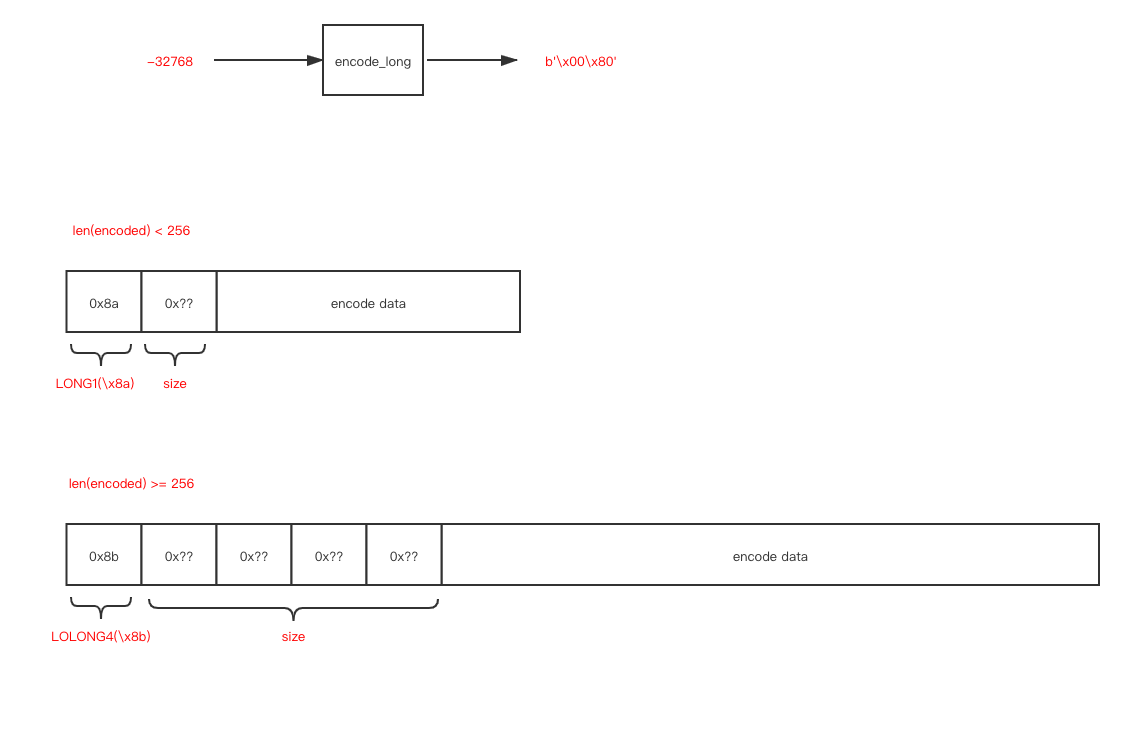 -32768 encode_long b'\x00\x80'
len(encoded) < 256
0x8a 0x?? encode data
LONG1(\x8a) size
len(encoded) >= 256
0x8b 0x?? 0x?? 0x?? 0x?? encode data
LOLONG4(\x8b) size